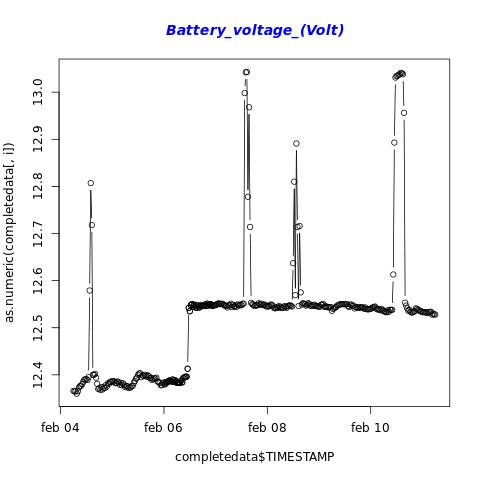 Battery_voltage_(Volt)
as.numeric(completedata[, i])
13.0
12.9
12.8
12.7
12.6
12.5
12.4
feb 04 feb 06 feb 08 feb 10
completedata$TIMESTAMP